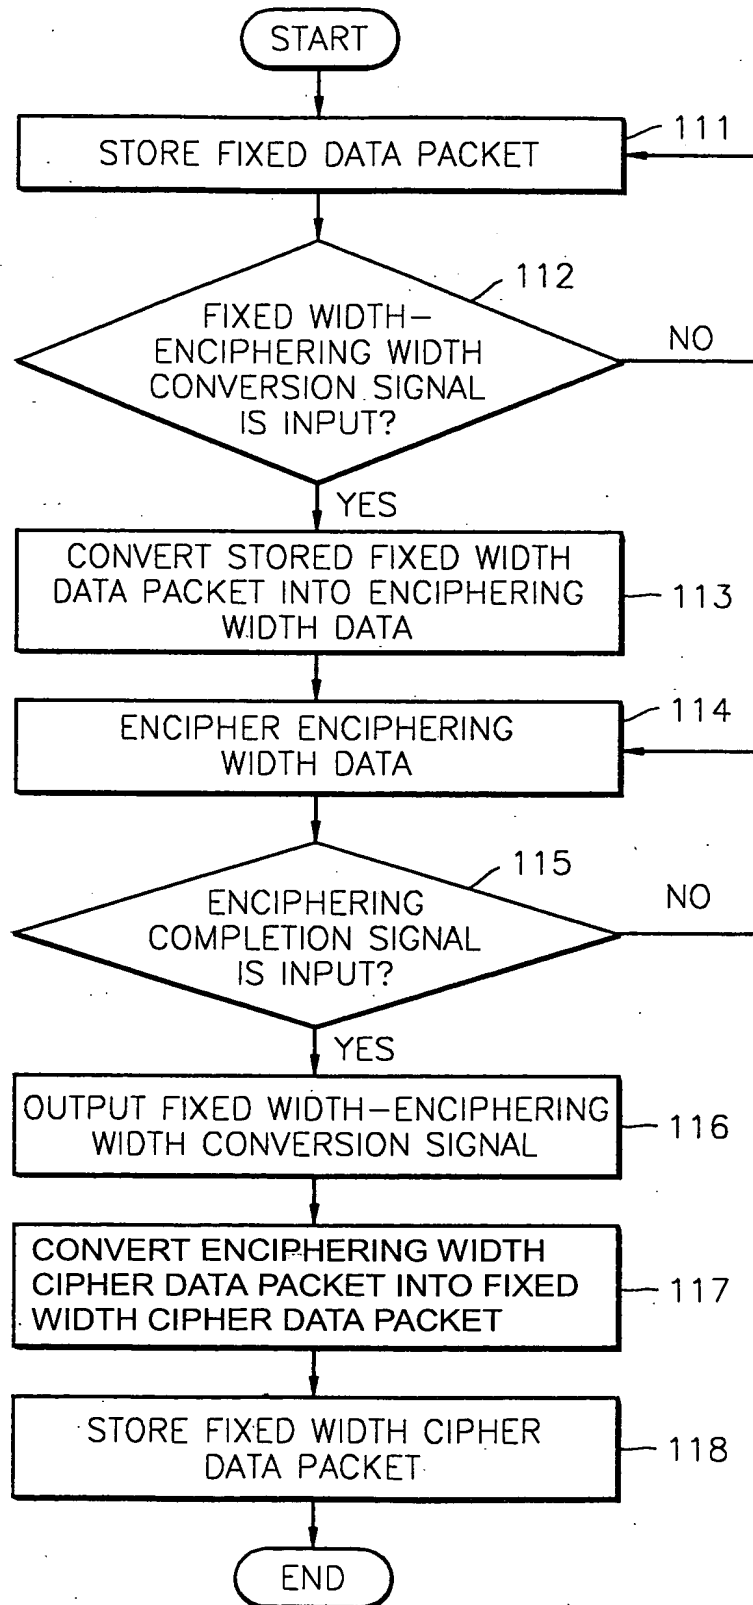 START
STORE FIXED DATA PACKET
111
FIXED WIDTH-
ENCIPHERING WIDTH
CONVERSION SIGNAL
IS INPUT?
112
NO
YES
CONVERT STORED FIXED WIDTH
DATA PACKET INTO ENCIPHERING
WIDTH DATA
113
ENCIPHER ENCIPHERING
WIDTH DATA
114
ENCIPHERING
COMPLETION SIGNAL
IS INPUT?
115
NO
YES
OUTPUT FIXED WIDTH-ENCIPHERING
WIDTH CONVERSION SIGNAL
116
CONVERT ENCIPHERING WIDTH
CIPHER DATA PACKET INTO FIXED
WIDTH CIPHER DATA PACKET
117
STORE FIXED WIDTH CIPHER
DATA PACKET
118
END